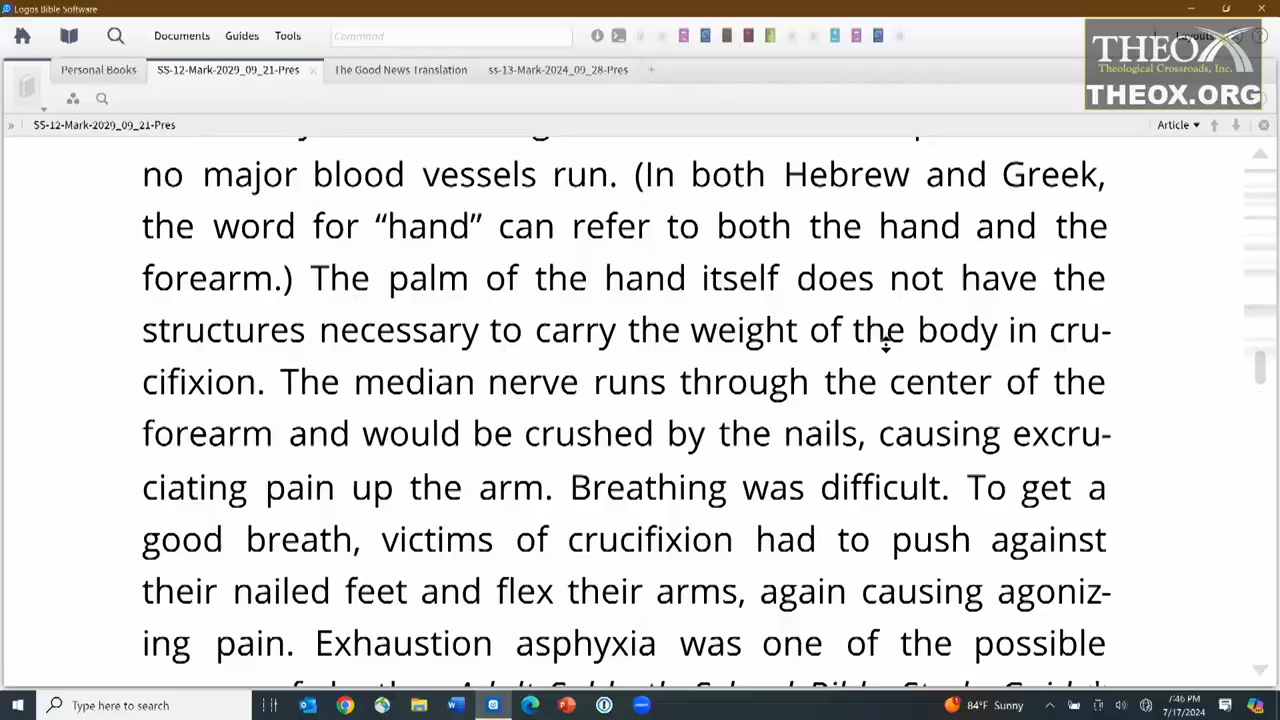 Logos Bible Software
Documents Guides Tools Command Layouts
THEOX
Theological Crossroads, Inc.
THEOX.ORG
Personal Books SS-12-Mark-2029_09_21-Pres The Good News ss-13-Mark-2024_09_28-Pres
SS-12-Mark-2029_09_21-Pres Article
no major blood vessels run. (In both Hebrew and Greek,
the word for “hand” can refer to both the hand and the
forearm.) The palm of the hand itself does not have the
structures necessary to carry the weight of the body in cru-
cifixion. The median nerve runs through the center of the
forearm and would be crushed by the nails, causing excru-
ciating pain up the arm. Breathing was difficult. To get a
good breath, victims of crucifixion had to push against
their nailed feet and flex their arms, again causing agoniz-
ing pain. Exhaustion asphyxia was one of the possible
Type here to search
84°F Sunny
7:46 PM
7/17/2024